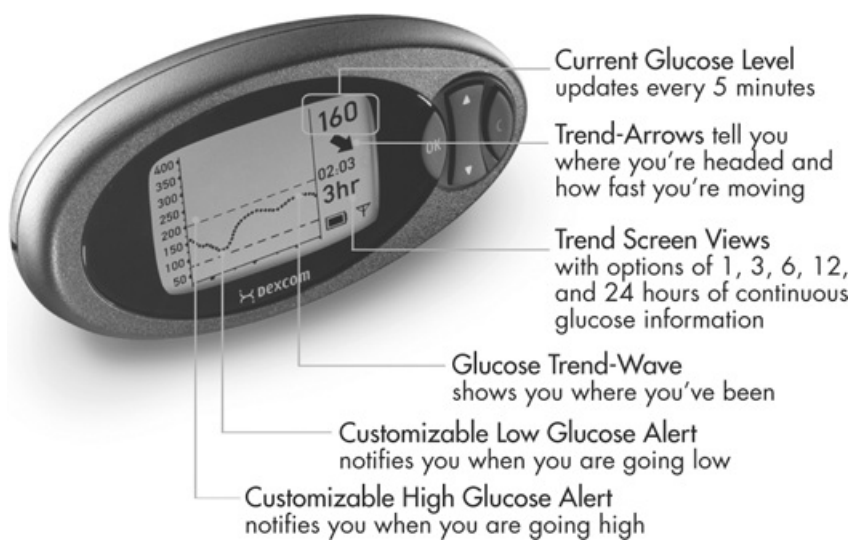 160
02:03
3hr
400
350
300
250
200
150
100
50
OK
C
DEXCOM
Current Glucose Level
updates every 5 minutes
Trend-Arrows tell you
where you're headed and
how fast you're moving
Trend Screen Views
with options of 1, 3, 6, 12,
and 24 hours of continuous
glucose information
Glucose Trend-Wave
shows you where you've been
Customizable Low Glucose Alert
notifies you when you are going low
Customizable High Glucose Alert
notifies you when you are going high